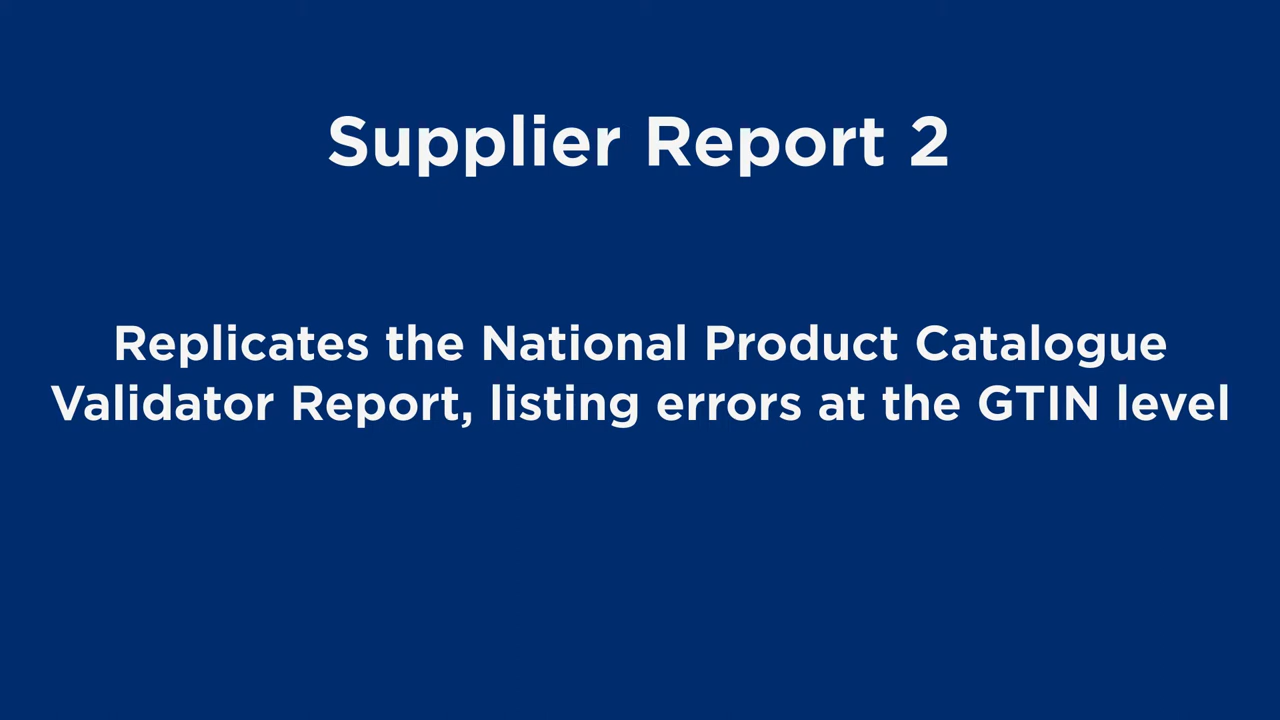 Supplier Report 2
Replicates the National Product Catalogue
Validator Report, listing errors at the GTIN level